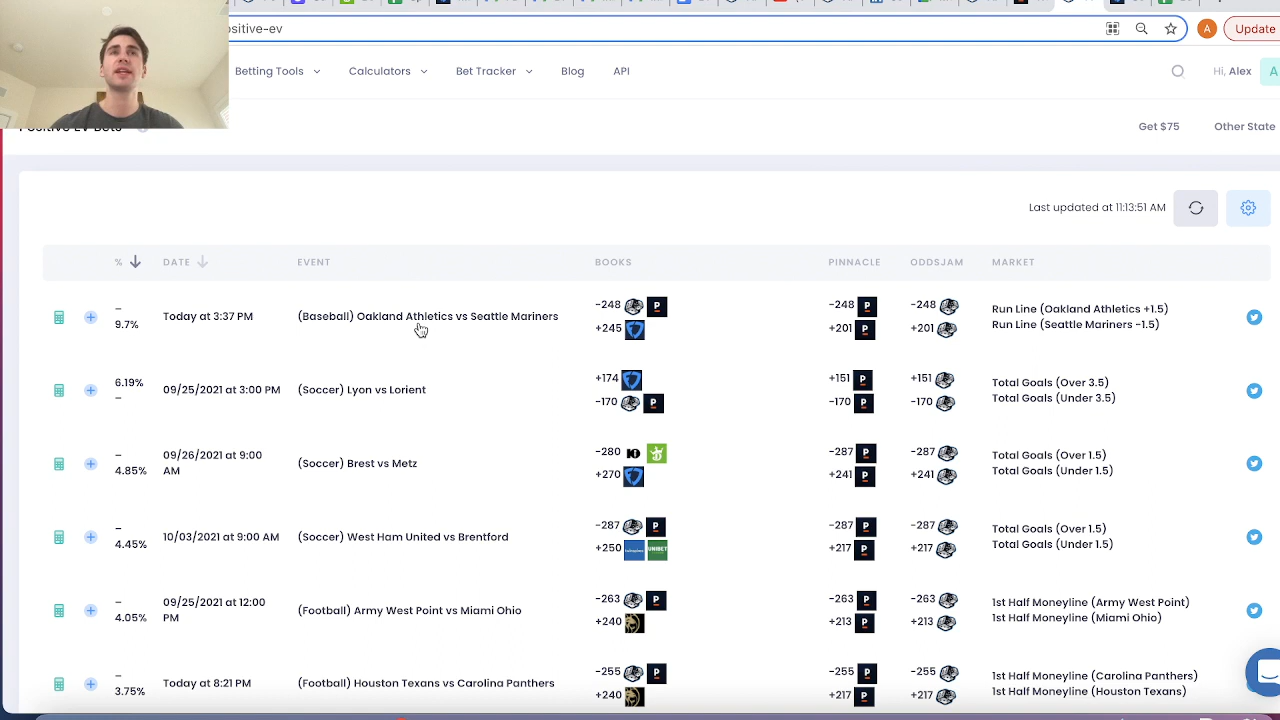 ositive-ev
A
Update
Betting Tools
Calculators
Bet Tracker
Blog
API
Hi, Alex
A
Positive EV Bets
Get $75
Other State
Last updated at 11:13:51 AM
% DATE EVENT BOOKS PINNACLE ODDSJAM MARKET
–
9.7%
Today at 3:37 PM
(Baseball) Oakland Athletics vs Seattle Mariners
-248 P
+245
-248 P
+201 P
-248
+201
Run Line (Oakland Athletics +1.5)
Run Line (Seattle Mariners -1.5)
6.19%
–
09/25/2021 at 3:00 PM
(Soccer) Lyon vs Lorient
+174
-170 P
+151 P
-170 P
+151
-170
Total Goals (Over 3.5)
Total Goals (Under 3.5)
–
4.85%
09/26/2021 at 9:00
AM
(Soccer) Brest vs Metz
-280 10
+270
-287 P
+241 P
-287
+241
Total Goals (Over 1.5)
Total Goals (Under 1.5)
–
4.45%
10/03/2021 at 9:00 AM
(Soccer) West Ham United vs Brentford
-287 P
+250 UNIBET
-287 P
+217 P
-287
+217
Total Goals (Over 1.5)
Total Goals (Under 1.5)
–
4.05%
09/25/2021 at 12:00
PM
(Football) Army West Point vs Miami Ohio
-263 P
+240
-263 P
+213 P
-263
+213
1st Half Moneyline (Army West Point)
1st Half Moneyline (Miami Ohio)
–
3.75%
Today at 8:21 PM
(Football) Houston Texans vs Carolina Panthers
-255 P
+240
-255 P
+217 P
-255
+217
1st Half Moneyline (Carolina Panthers)
1st Half Moneyline (Houston Texans)